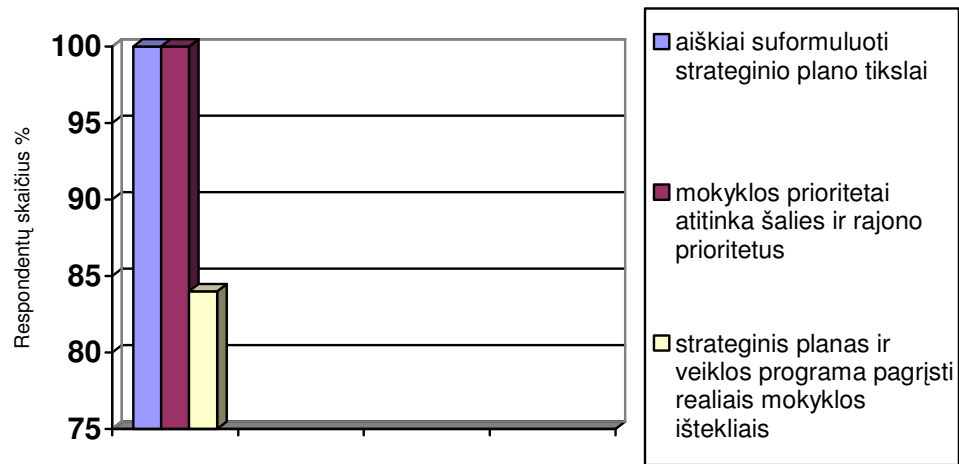 Respondentų skaičius %
100
95
90
85
80
75
aiškiai suformuluoti
strateginio plano tikslai
mokyklos prioritetai
atitinka šalies ir rajono
prioritetus
strateginis planas ir
veiklos programa pagrįsti
realiais mokyklos
ištekliais